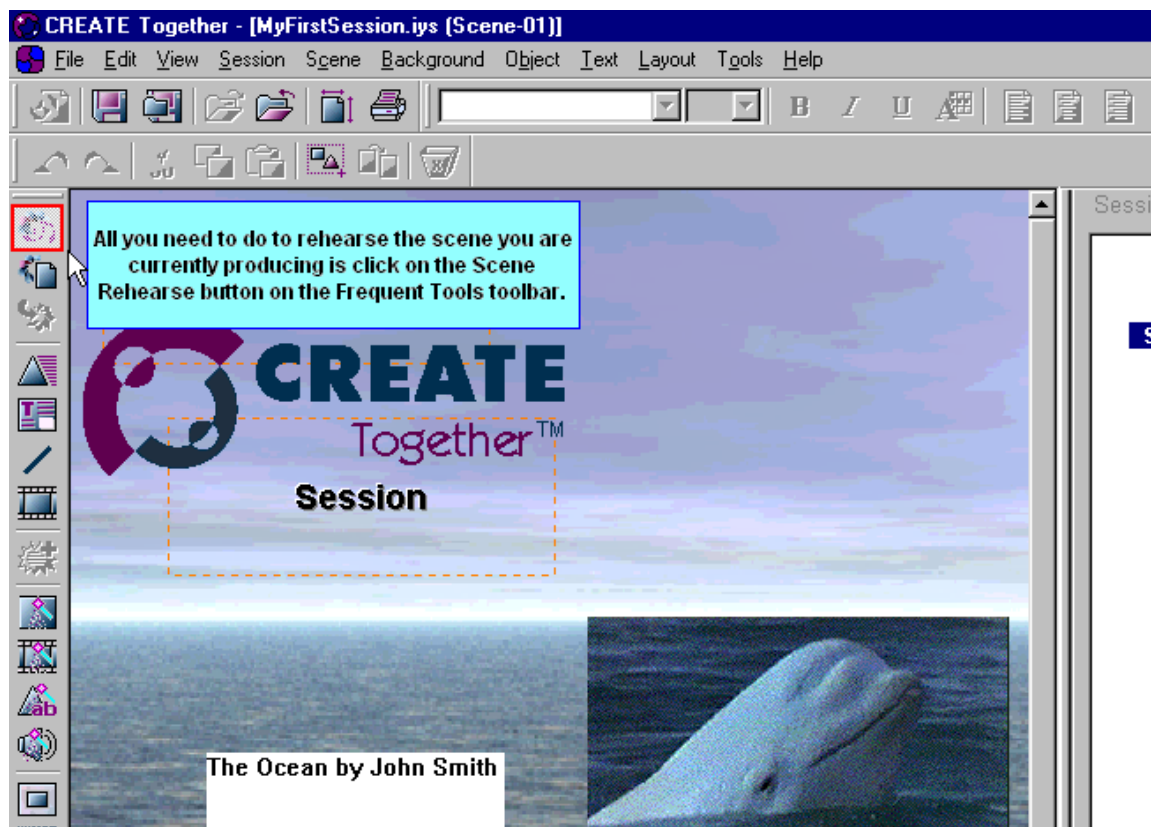 CREATE Together - [MyFirstSession.iys (Scene-01)]
File Edit View Session Scene Background Object Text Layout Tools Help
B I U
All you need to do to rehearse the scene you are
currently producing is click on the Scene
Rehearse button on the Frequent Tools toolbar.
Sessi
S
CREATE
Together™
Session
ab
The Ocean by John Smith